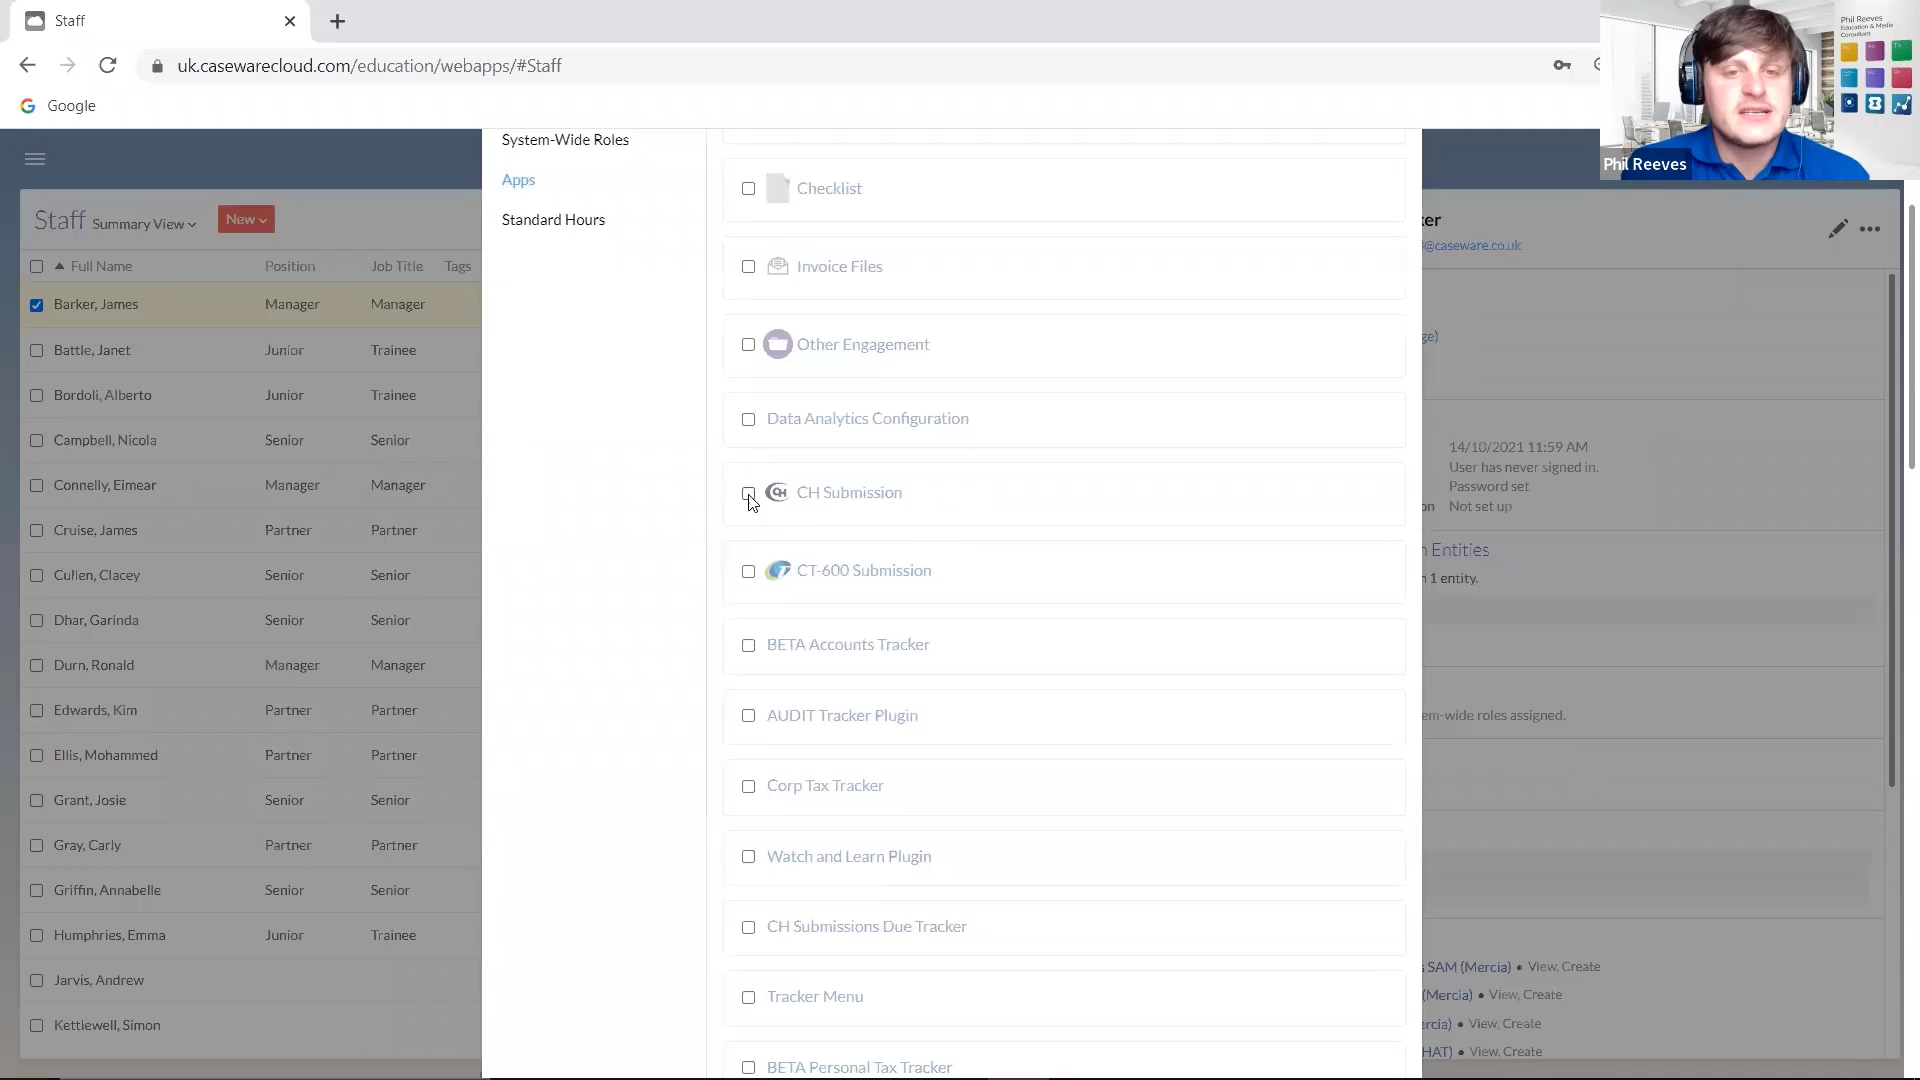 Staff
uk.casewarecloud.com/education/webapps/#Staff
Google
Phil Reeves
Education & Media
Consultant
Phil Reeves
System-Wide Roles
Apps
Standard Hours
Staff Summary View
New
Full Name Position Job Title Tags
Barker, James Manager Manager
Battle, Janet Junior Trainee
Bordoli, Alberto Junior Trainee
Campbell, Nicola Senior Senior
Connelly, Eimear Manager Manager
Cruise, James Partner Partner
Cullen, Clacey Senior Senior
Dhar, Garinda Senior Senior
Durn, Ronald Manager Manager
Edwards, Kim Partner Partner
Ellis, Mohammed Partner Partner
Grant, Josie Senior Senior
Gray, Carly Partner Partner
Griffin, Annabelle Senior Senior
Humphries, Emma Junior Trainee
Jarvis, Andrew
Kettlewell, Simon
Checklist
Invoice Files
Other Engagement
Data Analytics Configuration
CH Submission
CT-600 Submission
BETA Accounts Tracker
AUDIT Tracker Plugin
Corp Tax Tracker
Watch and Learn Plugin
CH Submissions Due Tracker
Tracker Menu
BETA Personal Tax Tracker
ker
@caseware.co.uk
ge)
14/10/2021 11:59 AM
User has never signed in.
Password set
on Not set up
n Entities
n 1 entity.
em-wide roles assigned.
s SAM (Mercia) • View, Create
(Mercia) • View, Create
ercia) • View, Create
HAT) • View, Create